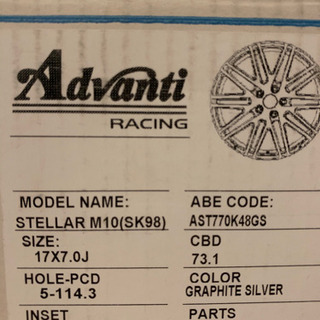 Advanti
RACING
MODEL NAME: ABE CODE:
STELLAR M10(SK98) AST770K48GS
SIZE: CBD
17X7.0J 73.1
HOLE-PCD COLOR
5-114.3 GRAPHITE SILVER
INSET PARTS